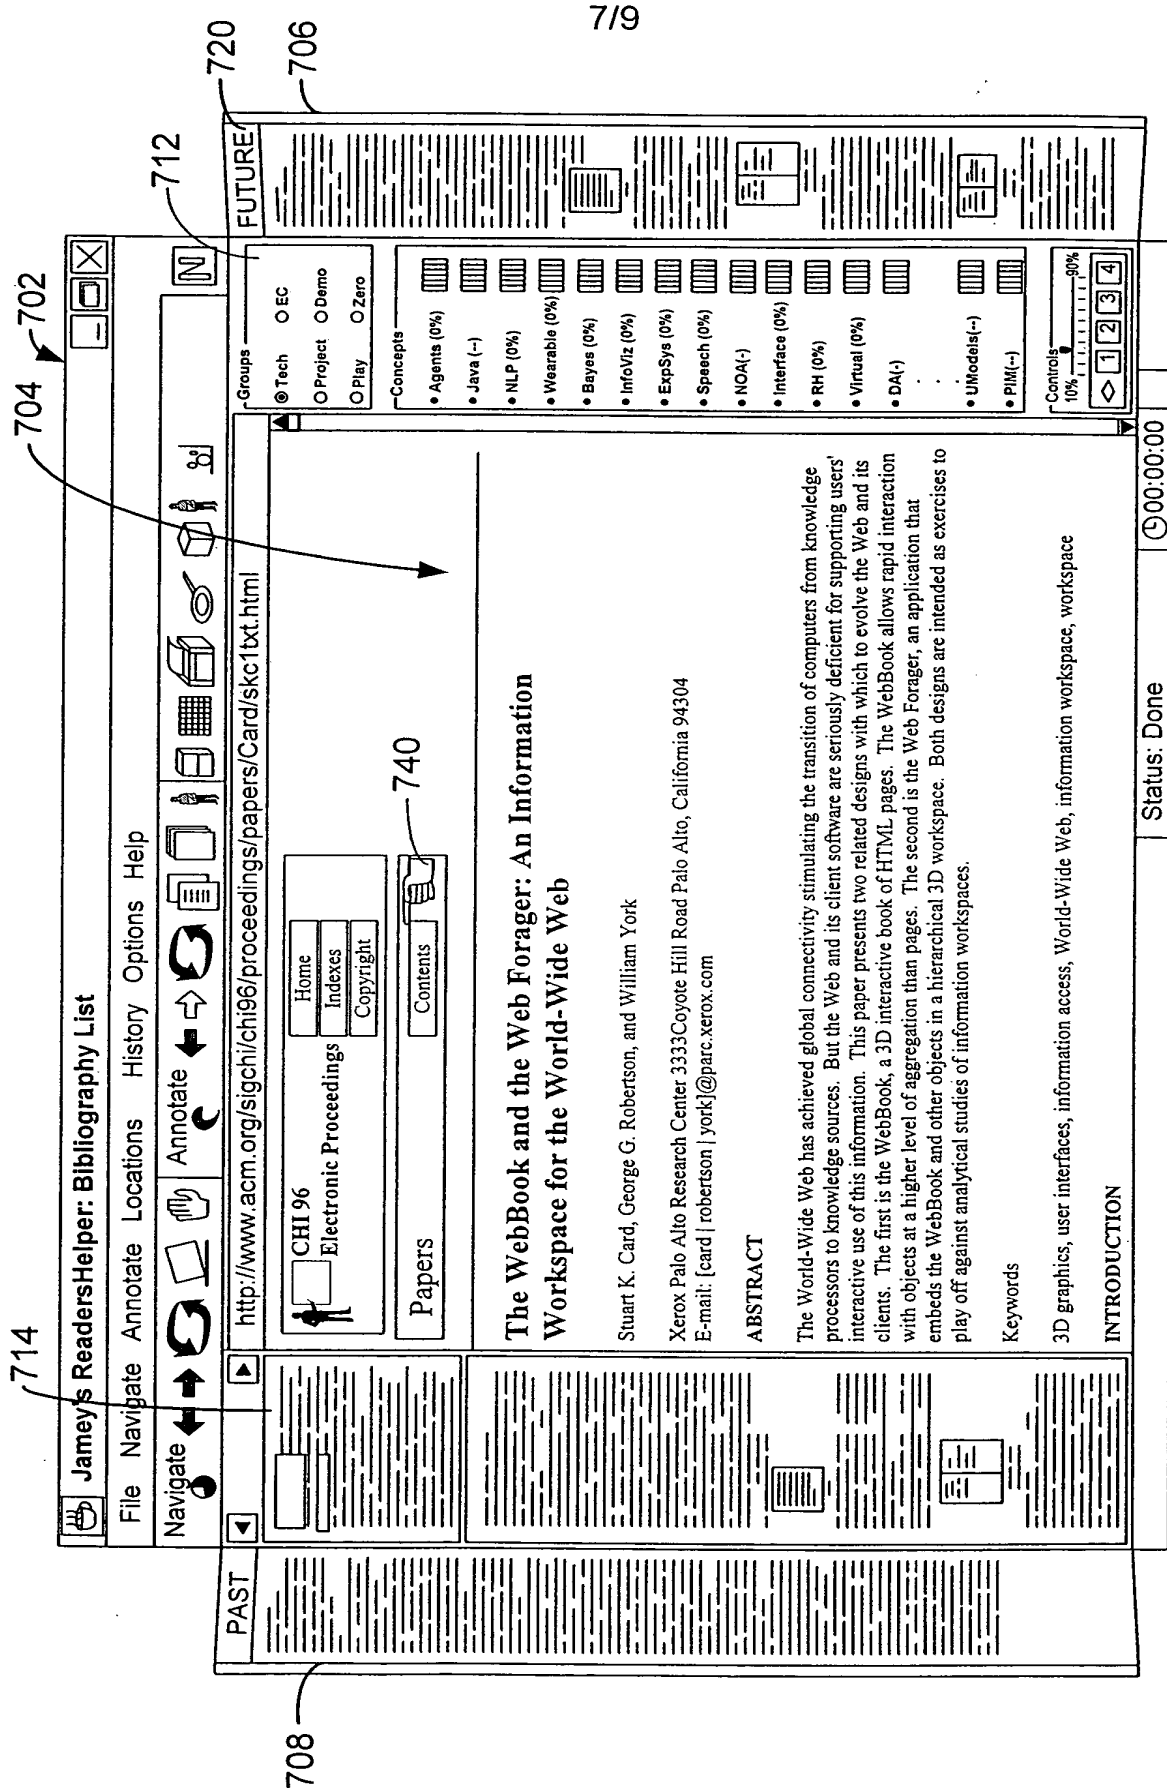 7/9
702
704
714
712
720
706
708
740
Jamey's ReadersHelper: Bibliography List
File Navigate Annotate Locations History Options Help
Navigate
Annotate
N
PAST
http://www.acm.org/sigchi/chi96/proceedings/papers/Card/skc1txt.html
FUTURE
CHI 96
Electronic Proceedings
Home
Indexes
Copyright
Papers
Contents
The WebBook and the Web Forager: An Information
Workspace for the World-Wide Web
Stuart K. Card, George G. Robertson, and William York
Xerox Palo Alto Research Center 3333Coyote Hill Road Palo Alto, California 94304
E-mail: [card | robertson | york]@parc.xerox.com
ABSTRACT
The World-Wide Web has achieved global connectivity stimulating the transition of computers from knowledge
processors to knowledge sources. But the Web and its client software are seriously deficient for supporting users'
interactive use of this information. This paper presents two related designs with which to evolve the Web and its
clients. The first is the WebBook, a 3D interactive book of HTML pages. The WebBook allows rapid interaction
with objects at a higher level of aggregation than pages. The second is the Web Forager, an application that
embeds the WebBook and other objects in a hierarchical 3D workspace. Both designs are intended as exercises to
play off against analytical studies of information workspaces.
Keywords
3D graphics, user interfaces, information access, World-Wide Web, information workspace, workspace
INTRODUCTION
Groups
Tech EC
Project Demo
Play Zero
Concepts
• Agents (0%)
• Java (--)
• NLP (0%)
• Wearable (0%)
• Bayes (0%)
• InfoViz (0%)
• ExpSys (0%)
• Speech (0%)
• NOA(-)
• Interface (0%)
• RH (0%)
• Virtual (0%)
• DA(-)
• UModels(--)
• PIM(--)
Controls
10% 90%
1 2 3 4
Status: Done
00:00:00